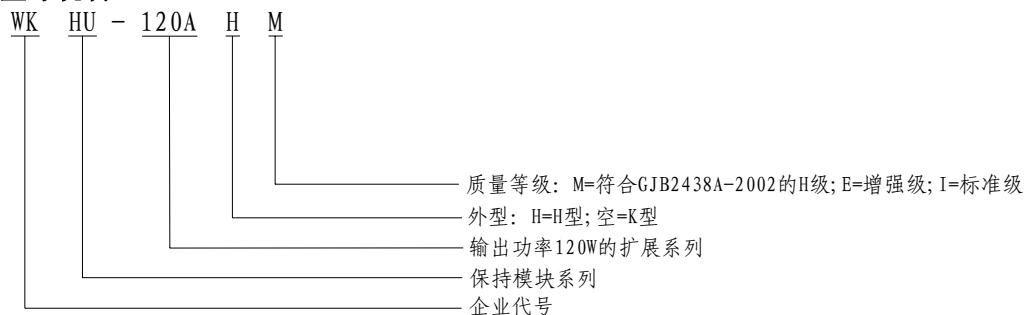 WK HU - 120A H M
质量等级: M=符合GJB2438A-2002的H级;E=增强级;I=标准级
外型: H=H型;空=K型
输出功率120W的扩展系列
保持模块系列
企业代号